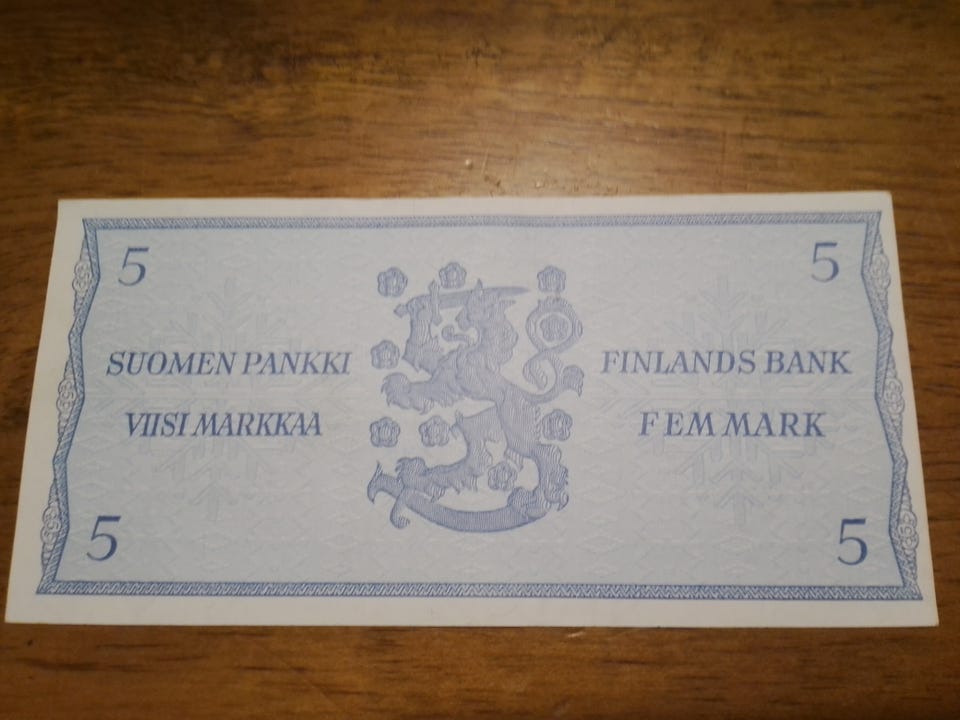 5
5
SUOMEN PANKKI
VIISI MARKKAA
FINLANDS BANK
FEM MARK
5
5